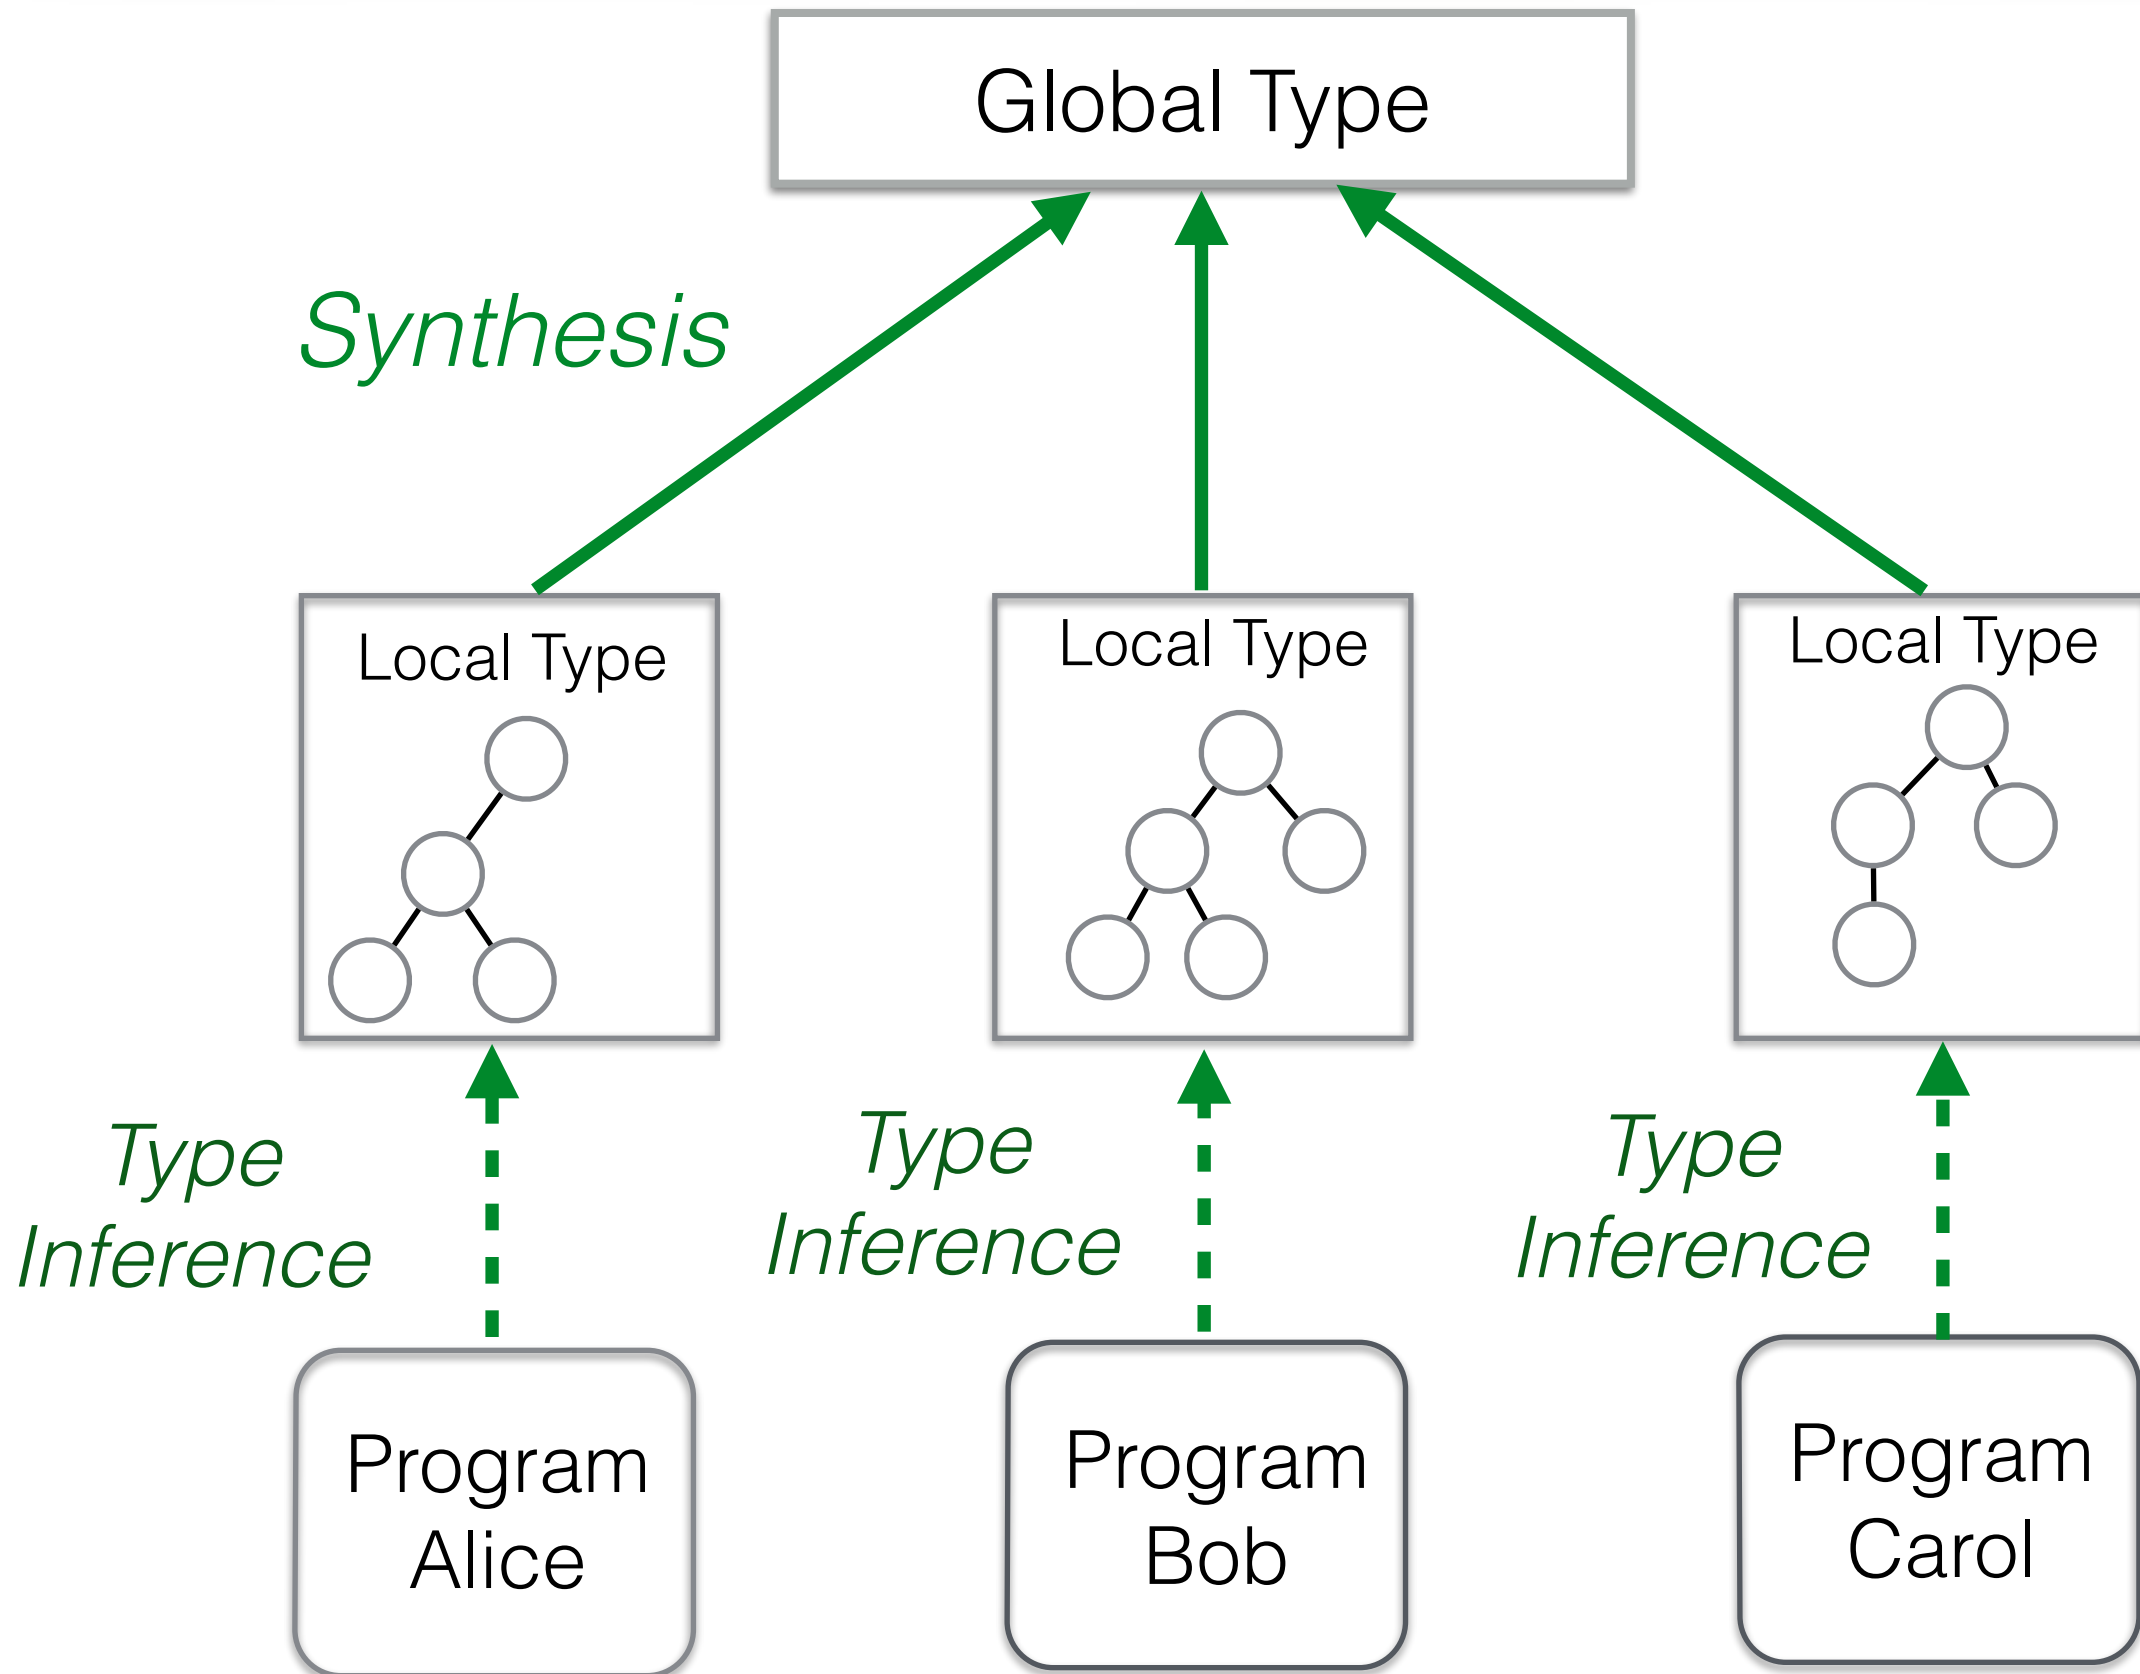 Global Type
Synthesis
Local Type
Local Type
Local Type
Type
Inference
Type
Inference
Type
Inference
Program
Alice
Program
Bob
Program
Carol